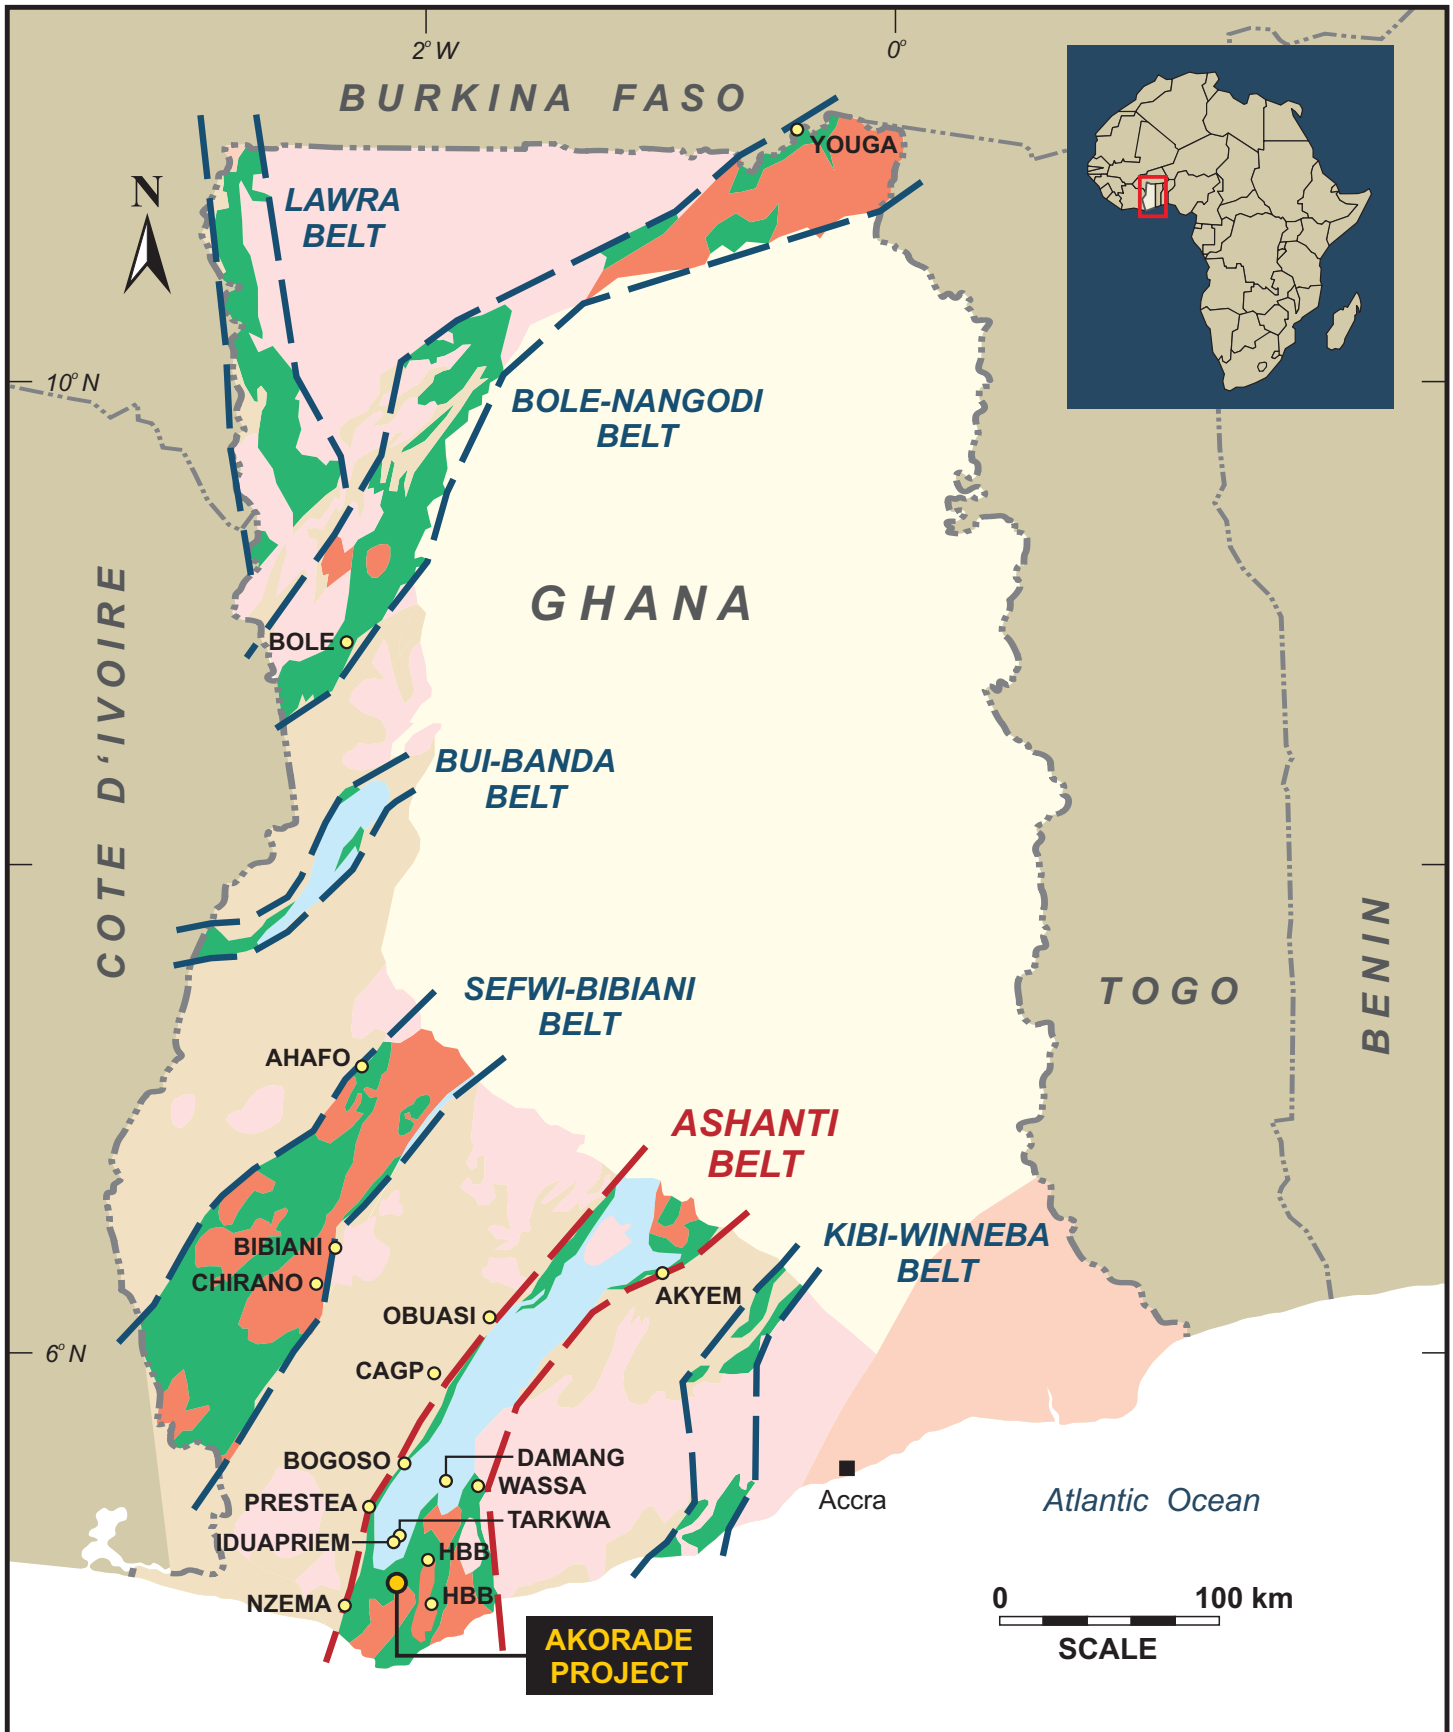 2° W
0°
BURKINA FASO
YOUGA
N
LAWRA
BELT
10° N
BOLE-NANGODI
BELT
GHANA
COTE D'IVOIRE
BOLE
BUI-BANDA
BELT
TOGO
BENIN
SEFWI-BIBIANI
BELT
AHAFO
ASHANTI
BELT
KIBI-WINNEBA
BELT
BIBIANI
CHIRANO
AKYEM
OBUASI
6° N
CAGP
BOGOSO
DAMANG
WASSA
PRESTEA
Accra
Atlantic Ocean
TARKWA
IDUAPRIEM
HBB
NZEMA
HBB
0
100 km
SCALE
AKORADE
PROJECT